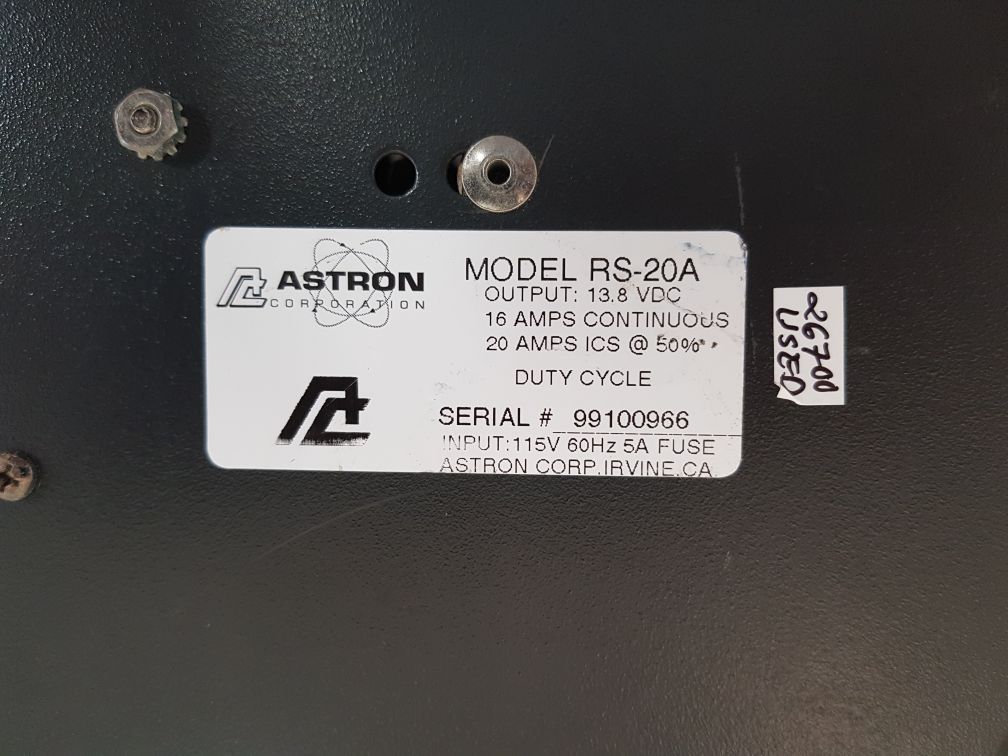 ASTRON
CORPORATION
MODEL RS-20A
OUTPUT: 13.8 VDC
16 AMPS CONTINUOUS
20 AMPS ICS @ 50%
DUTY CYCLE
SERIAL # 99100966
INPUT:115V 60Hz 5A FUSE
ASTRON CORP.IRVINE,CA.
026700
USED